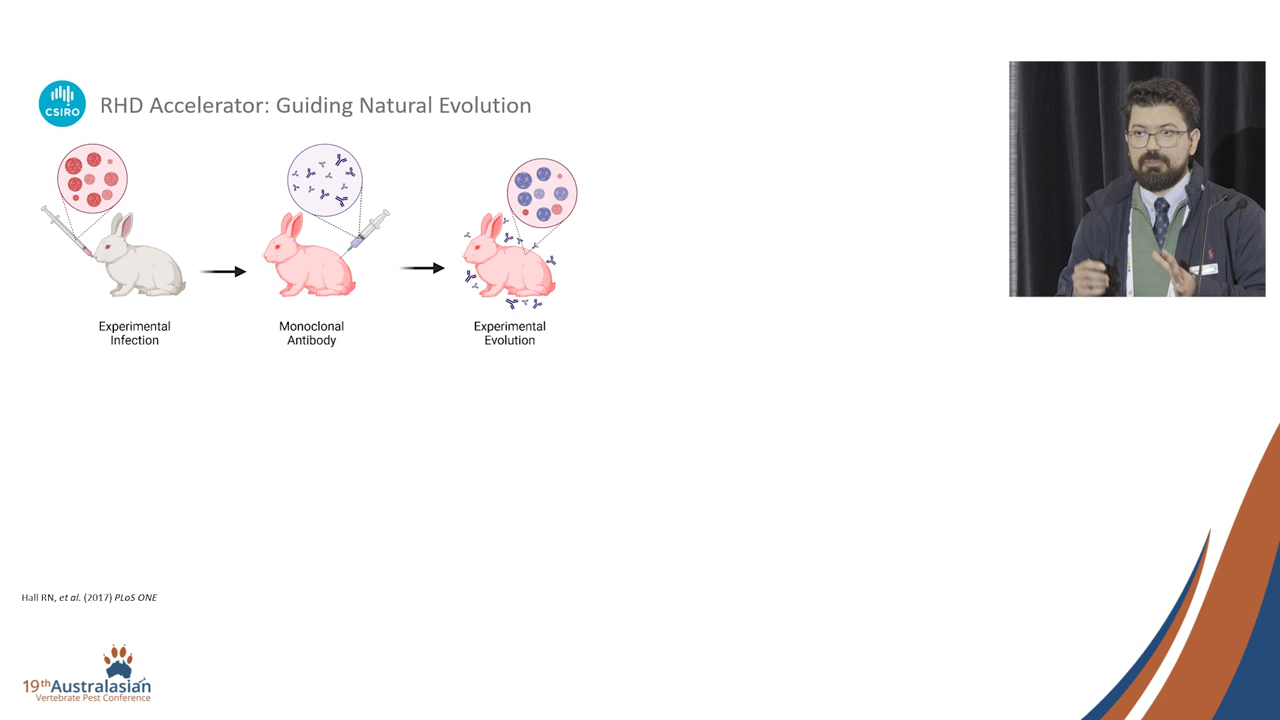 CSIRO
RHD Accelerator: Guiding Natural Evolution
Experimental
Infection
Monoclonal
Antibody
Experimental
Evolution
Hall RN, et al. (2017) PLoS ONE
19th Australasian
Vertebrate Pest Conference